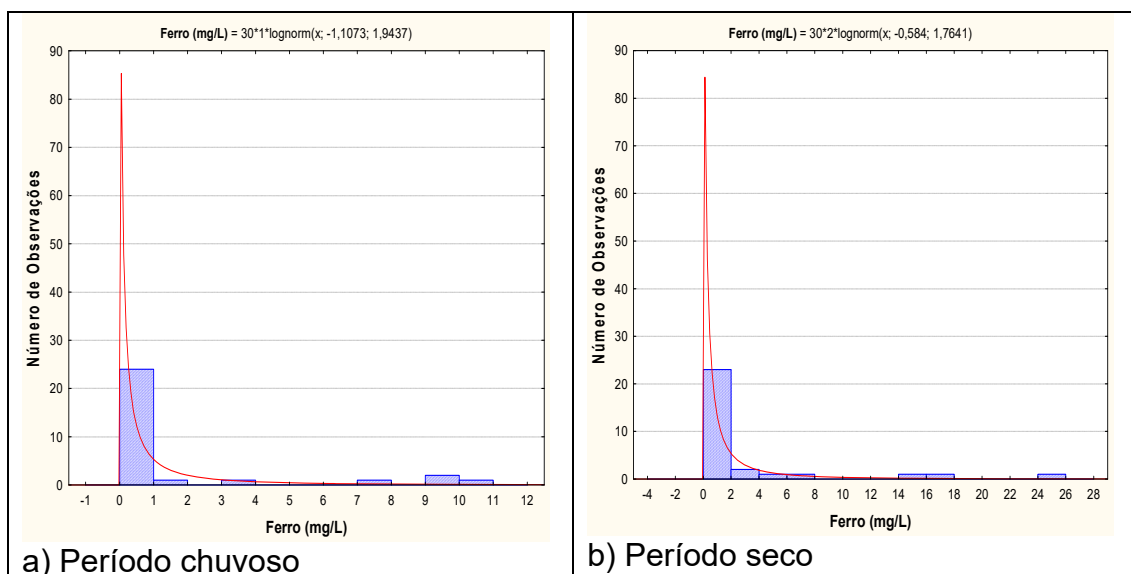 Ferro (mg/L) = 30*1*lognorm(x; -1,1073; 1,9437)
90
80
70
60
50
40
30
20
10
0
Número de Observações
-1 0 1 2 3 4 5 6 7 8 9 10 11 12
Ferro (mg/L)
a) Período chuvoso
Ferro (mg/L) = 30*2*lognorm(x; -0,584; 1,7641)
90
80
70
60
50
40
30
20
10
0
Número de Observações
-4 -2 0 2 4 6 8 10 12 14 16 18 20 22 24 26 28
Ferro (mg/L)
b) Período seco